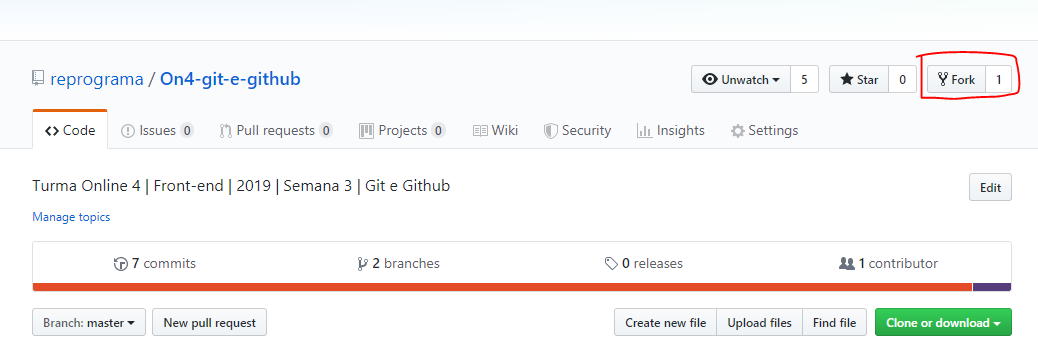 reprograma / On4-git-e-github
Unwatch 5 Star 0 Fork 1
Code Issues 0 Pull requests 0 Projects 0 Wiki Security Insights Settings
Turma Online 4 | Front-end | 2019 | Semana 3 | Git e Github
Edit
Manage topics
7 commits 2 branches 0 releases 1 contributor
Branch: master New pull request Create new file Upload files Find file Clone or download